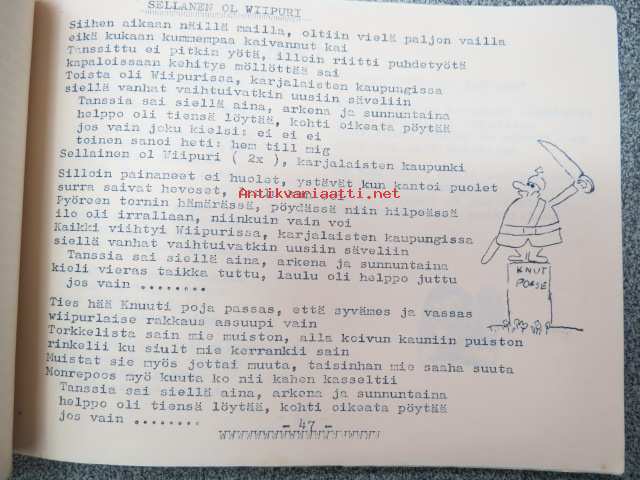 SELLANEN OL WIIPURI
Siihen aikaan näillä mailla, oltiin vielä paljon vailla
eikä kukaan kummempaa kaivannut kai
Tanssittu ei pitkin yötä, illoin riitti puhdetyötä
kapaloissaan kehitys möllöttää sai
Toista oli Wiipurissa, karjalaisten kaupungissa
siellä vanhat vaihtuivatkin uusiin säveliin
Tanssia sai siellä aina, arkena ja sunnuntaina
helppo oli tiensä löytää, kohti oikeata pöytää
jos vain joku kielsi: ei ei ei
toinen sanoi heti: hem till mig
Sellainen ol Wiipuri ( 2x ), karjalaisten kaupunki
Silloin painaneet ei huolet, ystävät kun kantoi puolet
surra saivat hevoset,
Antikvariaatti.net
Pyöreen tornin hämärässä, pöydässä niin hilpeässä
ilo oli irrallaan, niinkuin vain voi
Kaikki viihtyi Wiipurissa, karjalaisten kaupungissa
siellä vanhat vaihtuivatkin uusiin säveliin
Tanssia sai siellä aina, arkena ja sunnuntaina
kieli vieras taikka tuttu, laulu oli helppo juttu
jos vain ........
KNUT
POSSE
Ties hää Knuuti poja passas, että syvämes ja vassas
wiipurlaise rakkaus assuupi vain
Torkkelista sain mie muiston, alla koivun kauniin puiston
rinkelii ku siult mie kerrankii sain
Muistat sie myös jottai muuta, taisinhan mie saaha suuta
Monrepoos myö kuuta ko nii kahen kasseltii
Tanssia sai siellä aina, arkena ja sunnuntaina
helppo oli tiensä löytää, kohti oikeata pöytää
jos vain ........
- 47 -